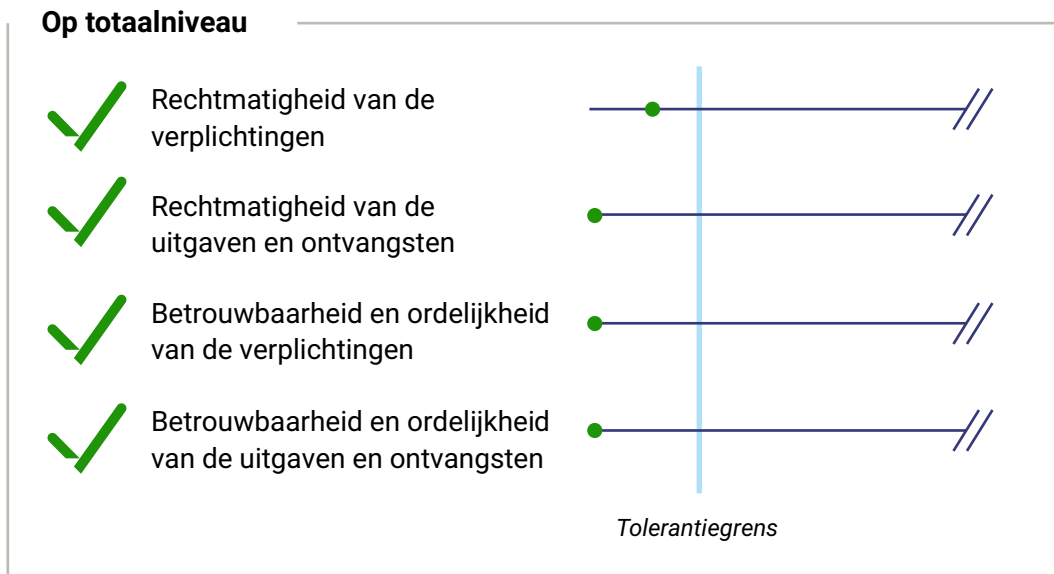 Op totaalniveau
Rechtmatigheid van de
verplichtingen
Rechtmatigheid van de
uitgaven en ontvangsten
Betrouwbaarheid en ordelijkheid
van de verplichtingen
Betrouwbaarheid en ordelijkheid
van de uitgaven en ontvangsten
Tolerantiegrens